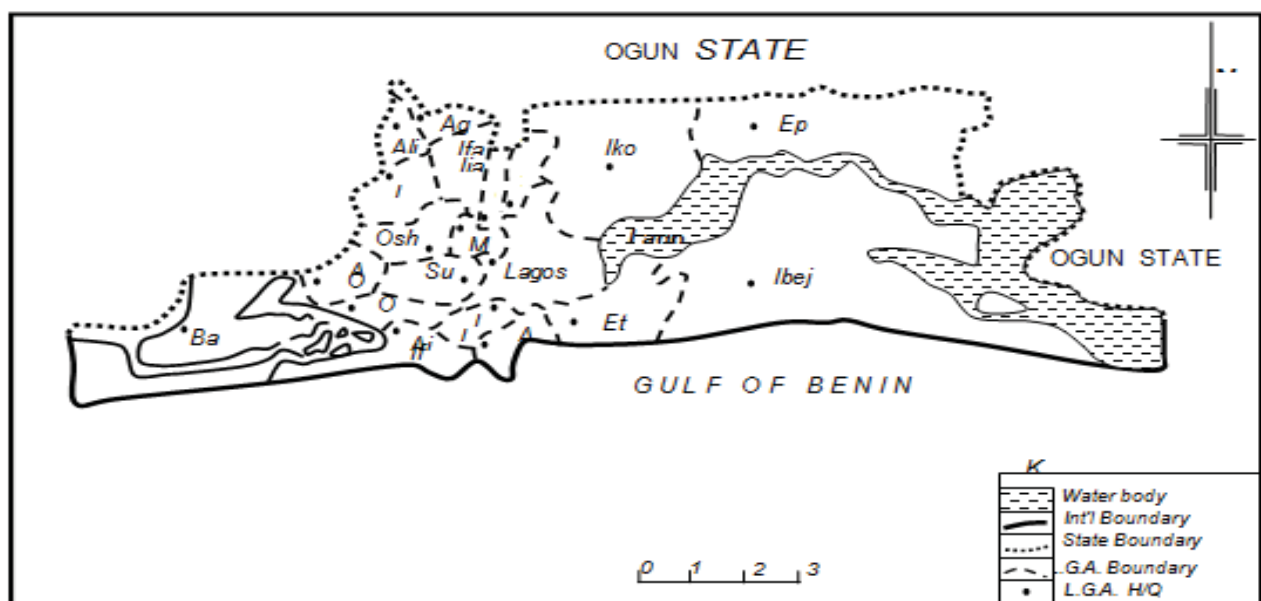 OGUN STATE
Ag
Ali
Ifa
Ep
Iko
I
Osh
M
A
O
Su
Lagos
OGUN STATE
O
I
Ibej
Et
Ba
I
GULF OF BENIN
K
Water body
Int'l Boundary
State Boundary
.G.A. Boundary
L.G.A. H/Q
0 1 2 3